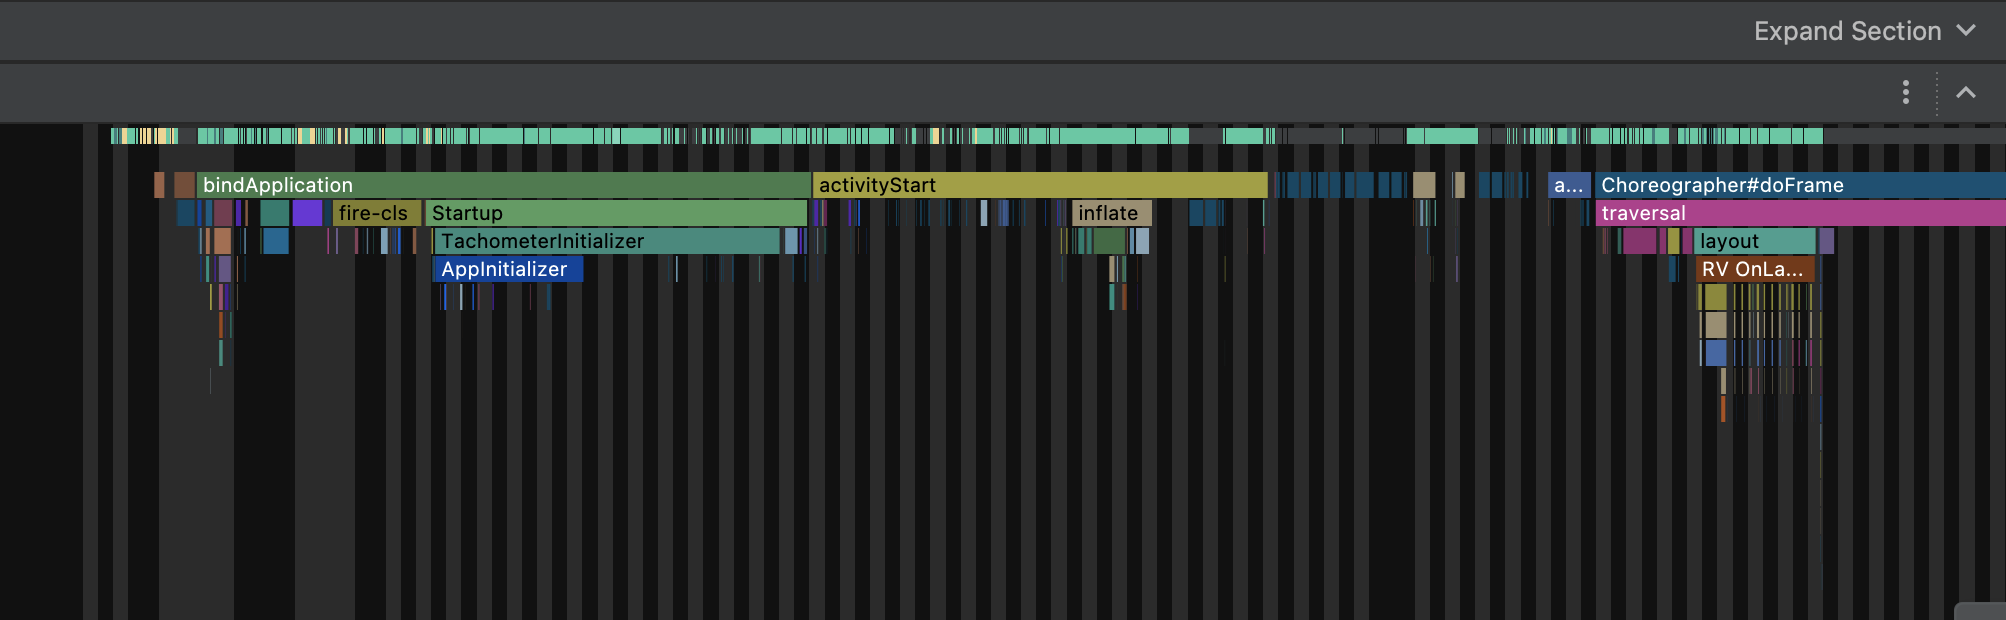 Expand Section
bindApplication
activityStart
a...
Choreographer#doFrame
fire-cls
Startup
inflate
traversal
TachometerInitializer
layout
AppInitializer
RV OnLa...